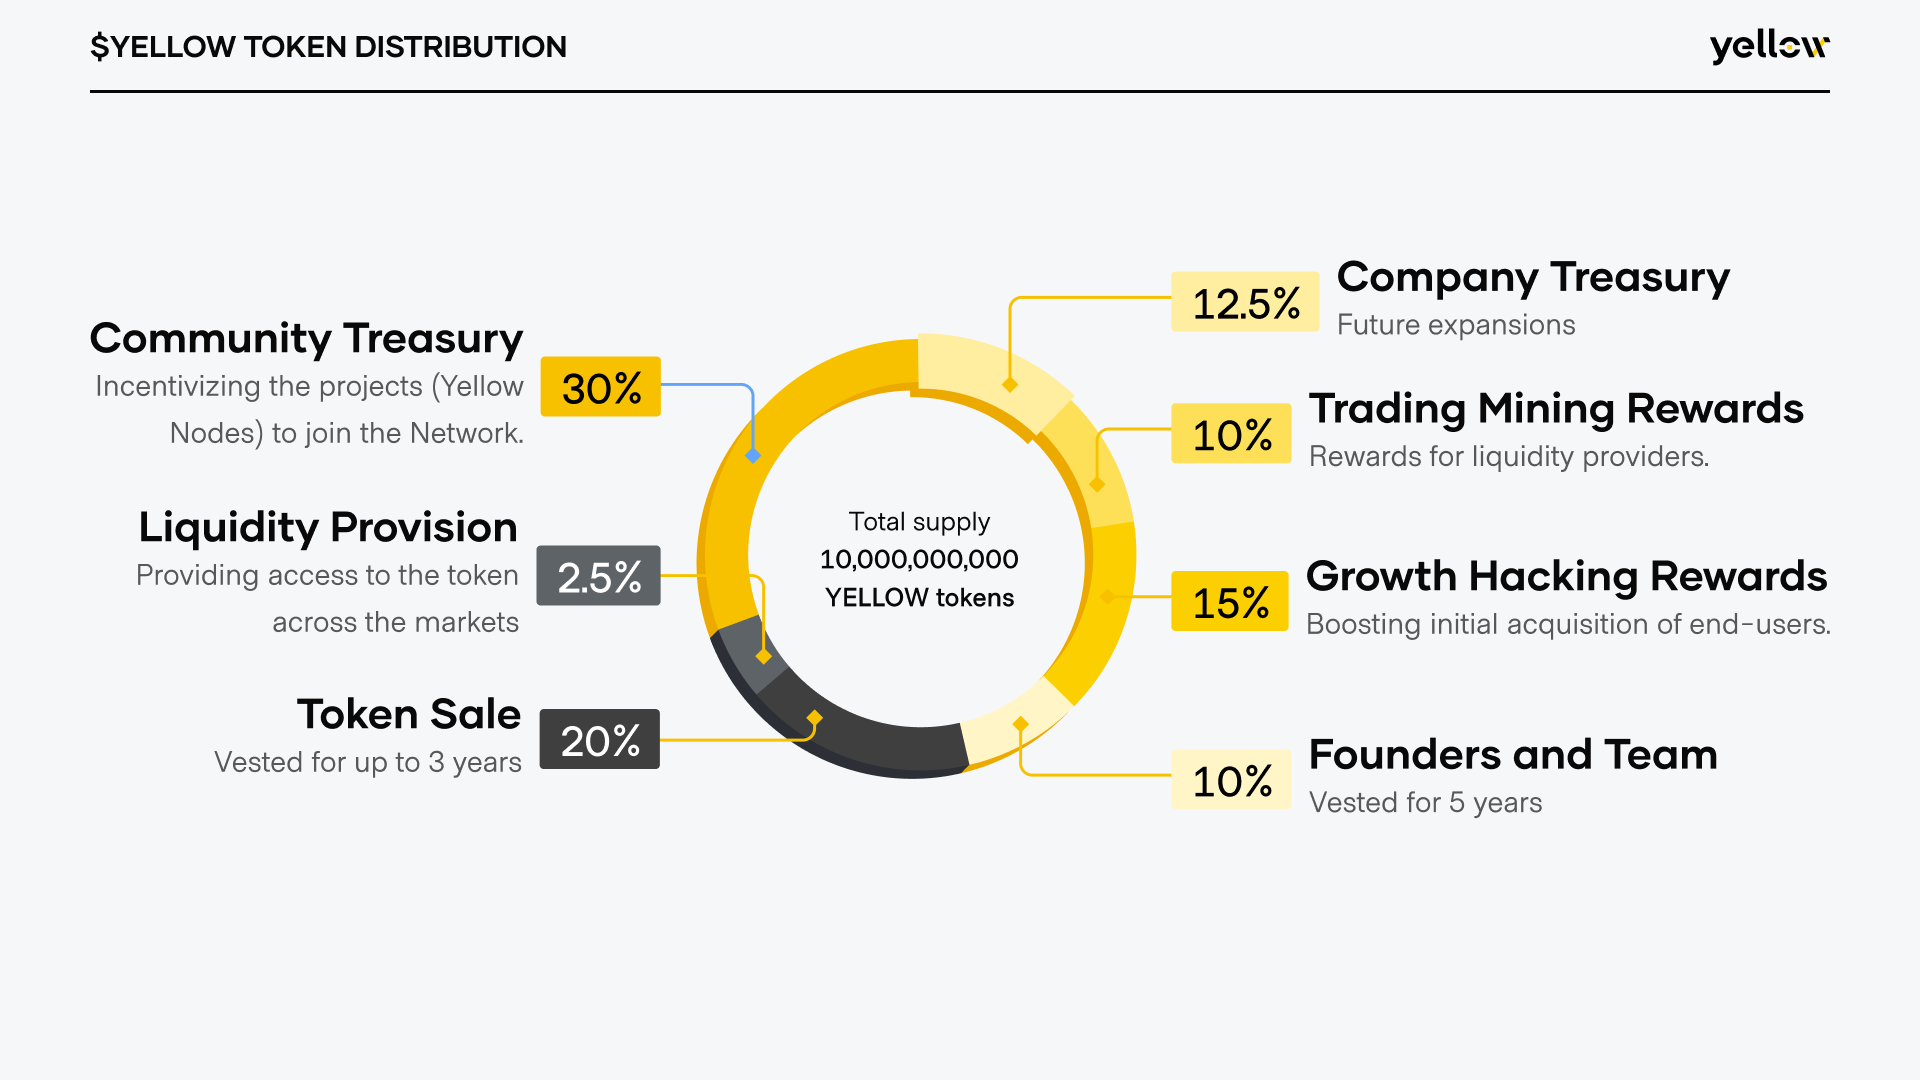 $YELLOW TOKEN DISTRIBUTION
yellow
Community Treasury
Incentivizing the projects (Yellow
Nodes) to join the Network.
30%
Liquidity Provision
Providing access to the token
across the markets
2.5%
Token Sale
Vested for up to 3 years
20%
Total supply
10,000,000,000
YELLOW tokens
12.5%
Company Treasury
Future expansions
10%
Trading Mining Rewards
Rewards for liquidity providers.
15%
Growth Hacking Rewards
Boosting initial acquisition of end-users.
10%
Founders and Team
Vested for 5 years